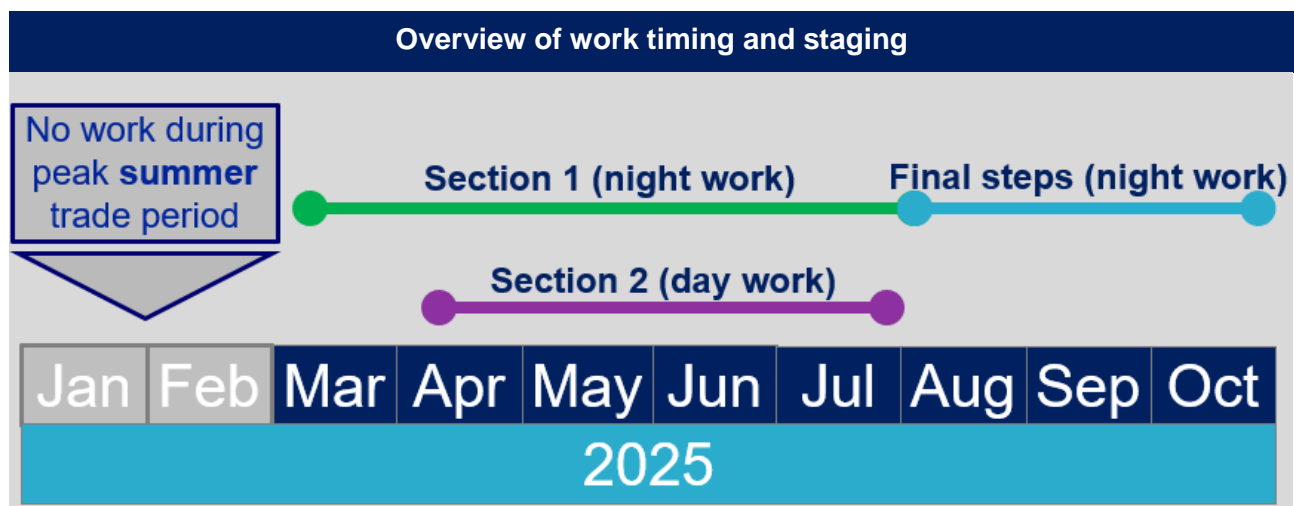 Overview of work timing and staging
No work during
peak summer
trade period
Section 1 (night work)
Final steps (night work)
Section 2 (day work)
Jan Feb Mar Apr May Jun Jul Aug Sep Oct
2025